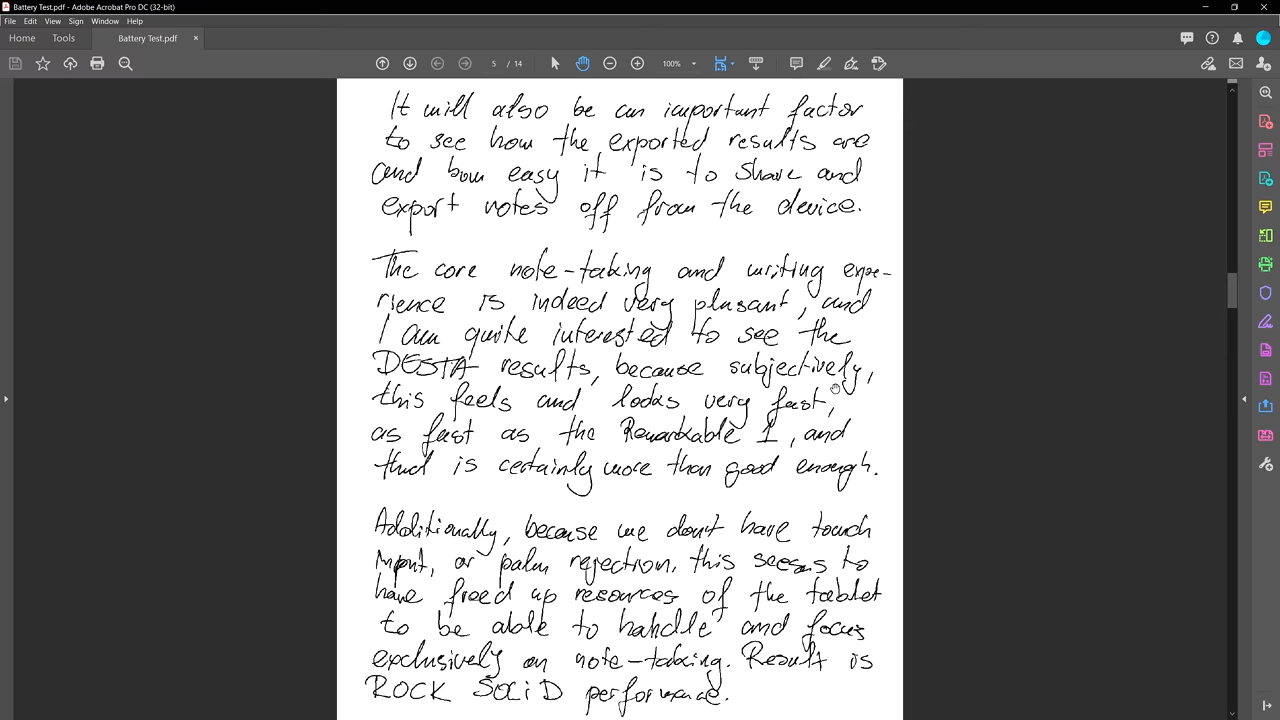 Battery Test.pdf - Adobe Acrobat Pro DC (32-bit)
File Edit View Sign Window Help
Home Tools Battery Test.pdf ×
5 / 14 100%
It will also be an important factor
to see how the exported results are
and how easy it is to share and
export notes off from the device.
The core note-taking and writing expe-
rience is indeed very plusant, and
I am quite interested to see the
DESTA results, because subjectively,
this feels and looks very fast,
as fast as the Remarkable 1, and
that is certainly more than good enough.
Additionally, because we don't have touch
input, or palm rejection, this seems to
have freed up resources of the tablet
to be able to handle and focus
exclusively on note-taking. Result is
ROCK SOLiD performance.